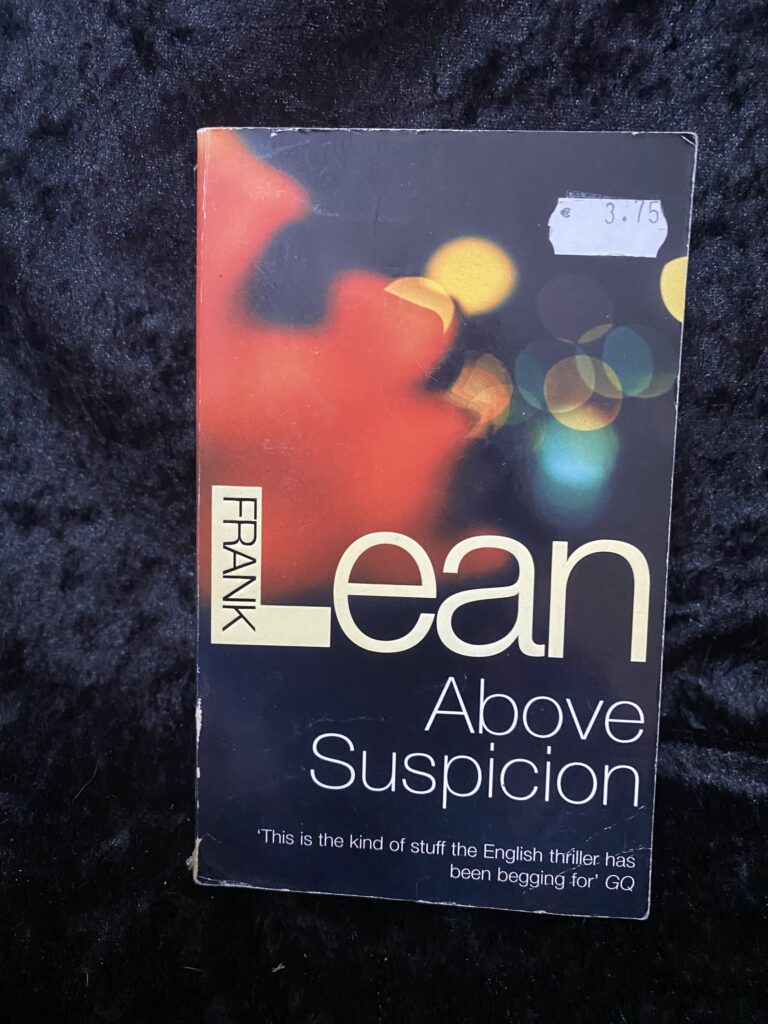 € 3.75
FRANK
Lean
Above
Suspicion
'This is the kind of stuff the English thriller has
been begging for' GQ